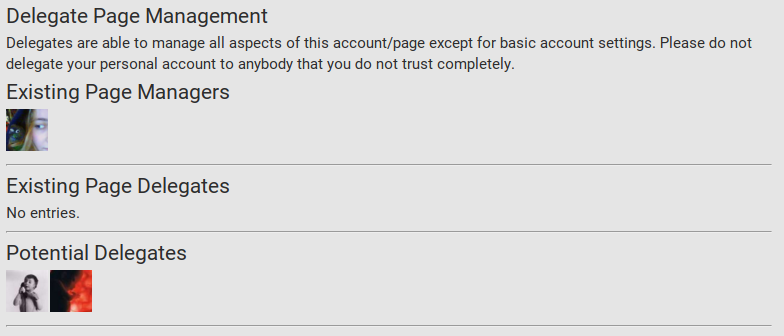 Delegate Page Management
Delegates are able to manage all aspects of this account/page except for basic account settings. Please do not
delegate your personal account to anybody that you do not trust completely.
Existing Page Managers
Existing Page Delegates
No entries.
Potential Delegates